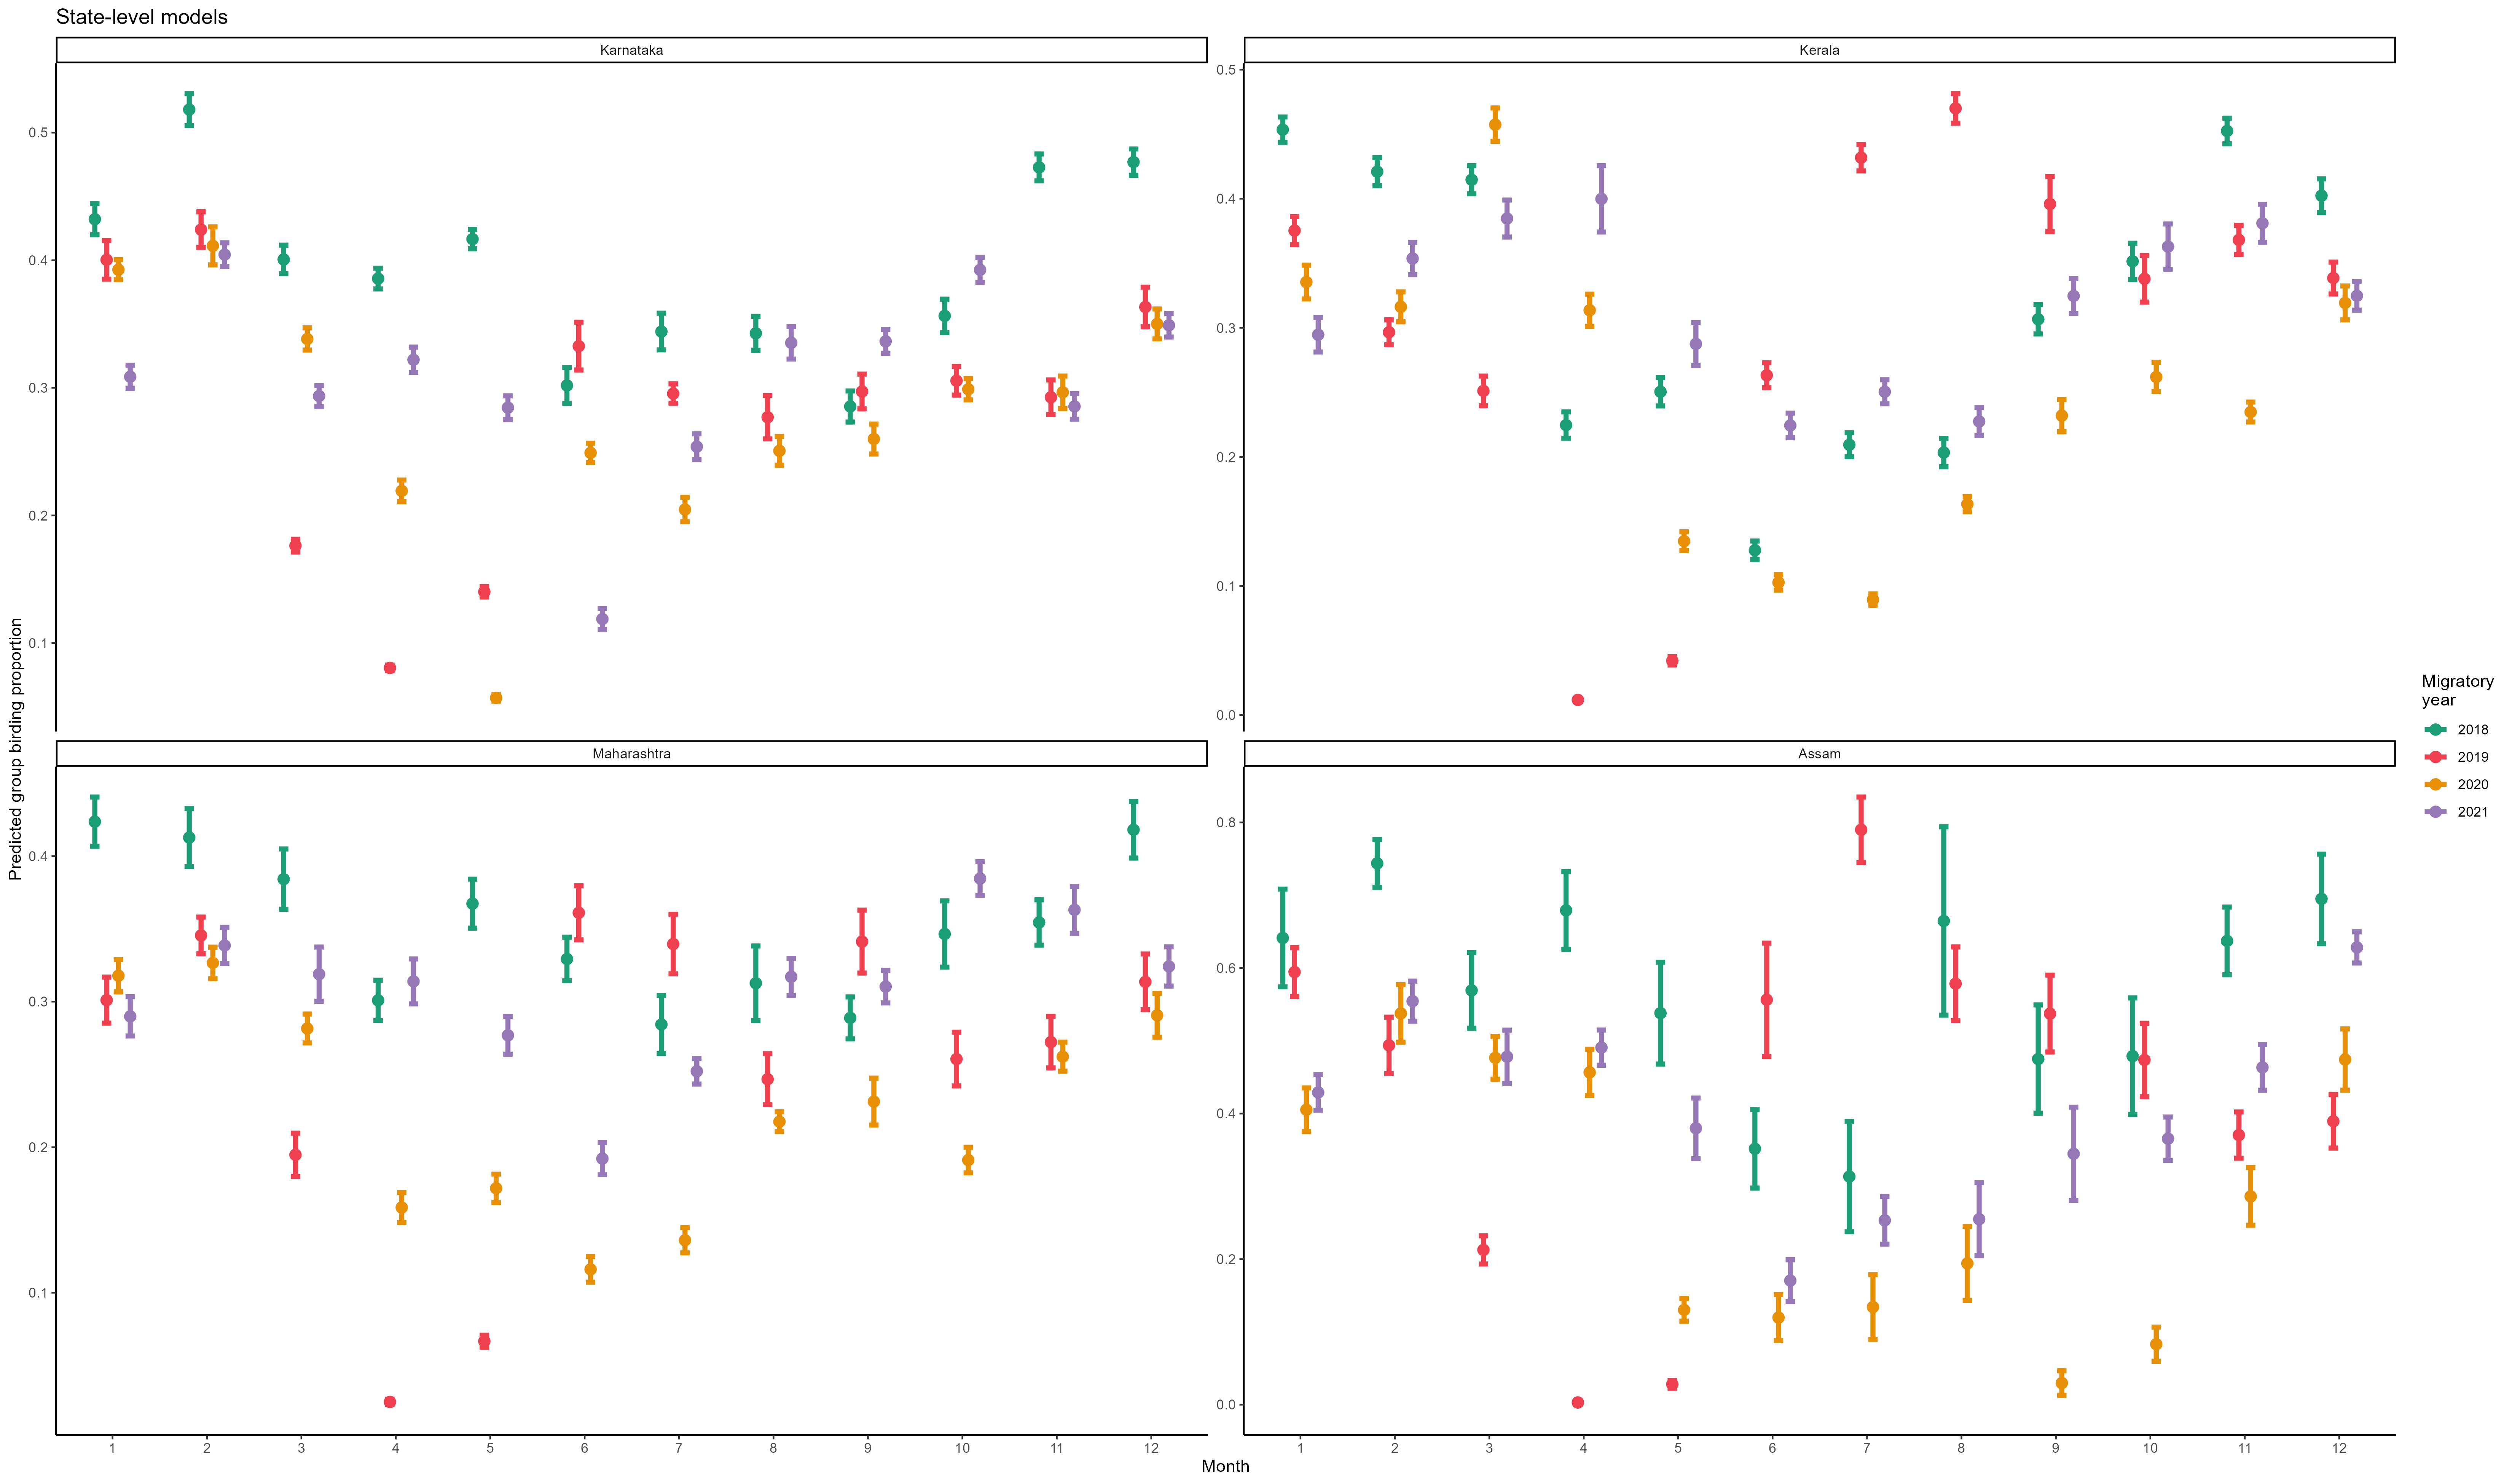 State-level models
Karnataka
Kerala
0.5
0.4
0.3
0.2
0.1
0.5
0.4
0.3
0.2
0.1
0.0
Predicted group birding proportion
Maharashtra
Assam
0.4
0.3
0.2
0.1
0.8
0.6
0.4
0.2
0.0
1 2 3 4 5 6 7 8 9 10 11 12
1 2 3 4 5 6 7 8 9 10 11 12
Month
Migratory
year
2018
2019
2020
2021